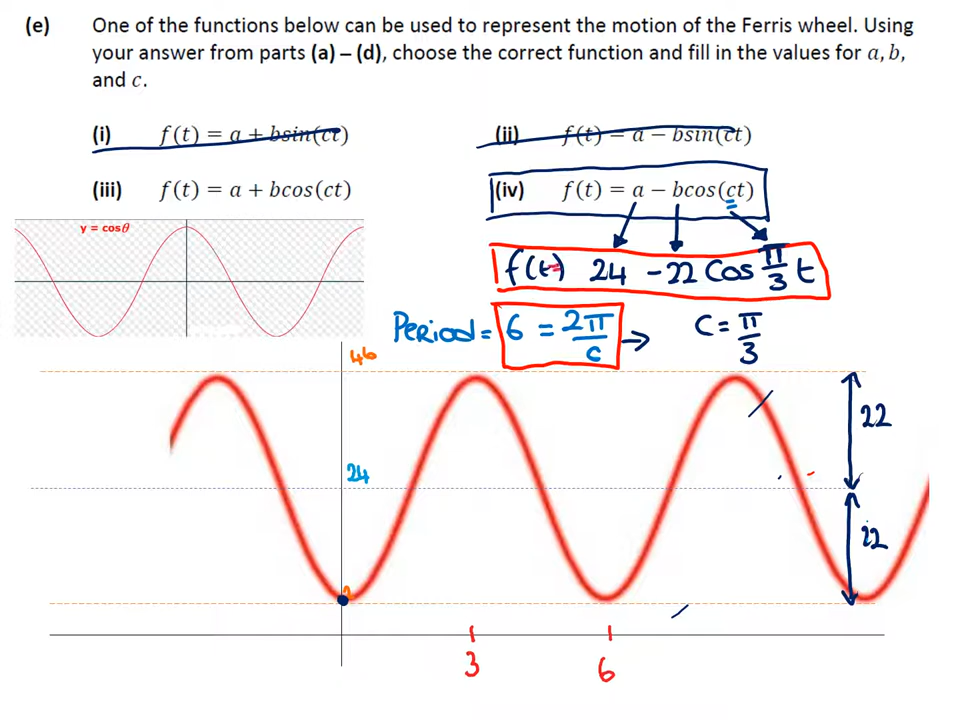 (e) One of the functions below can be used to represent the motion of the Ferris wheel. Using
your answer from parts (a) – (d), choose the correct function and fill in the values for a, b,
and c.
(i) f(t) = a + bsin(ct) (ii) f(t) = a − bsin(ct)
(iii) f(t) = a + bcos(ct) (iv) f(t) = a − bcos(ct)
y = cosθ
f(t) = 24 - 22 Cos π/3 t
Period = 6 = 2π/c → C = π/3
46
22
24
22
2
3 6